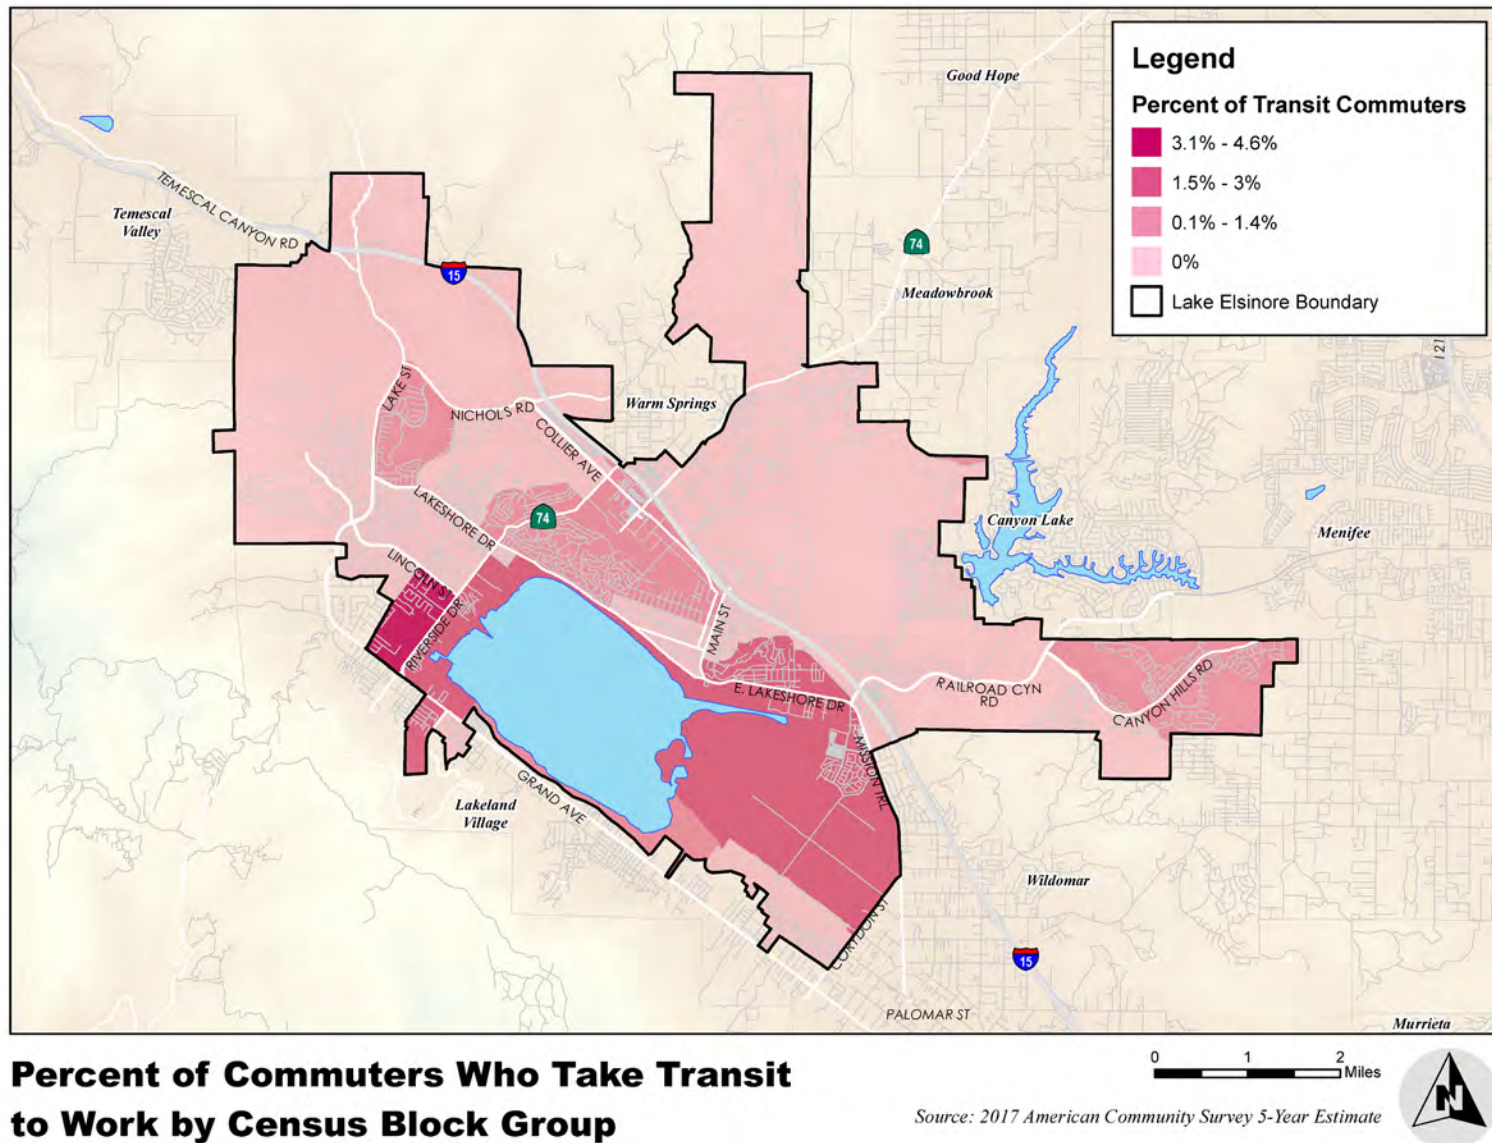 Legend
Percent of Transit Commuters
3.1% - 4.6%
1.5% - 3%
0.1% - 1.4%
0%
Lake Elsinore Boundary
Good Hope
TEMESCAL CANYON RD
Temescal
Valley
15
74
Meadowbrook
LAKE ST
NICHOLS RD
Warm Springs
COLLIER AVE
LAKESHORE DR
74
Canyon Lake
Menifee
LINCOLN ST
RIVERSIDE DR
MAIN ST
E. LAKESHORE DR
RAILROAD CYN
RD
CANYON HILLS RD
MISSION TRL
GRAND AVE
Lakeland
Village
Wildomar
CORYDON ST
15
PALOMAR ST
Murrieta
Percent of Commuters Who Take Transit
to Work by Census Block Group
0 1 2
Miles
Source: 2017 American Community Survey 5-Year Estimate
N